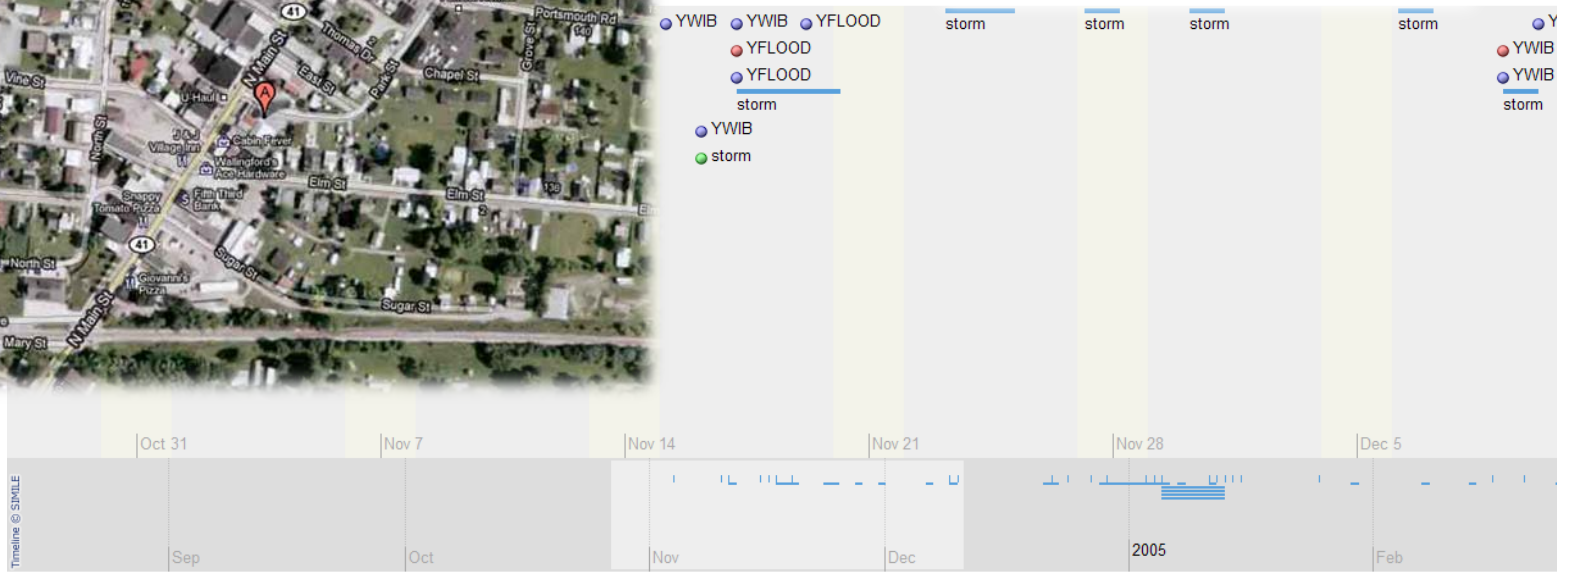 41
Portsmouth Rd
140
Thomas Dr
2
N Main St
Grove St
Vine St
East St
Park St
Chapel St
U-Haul
A
North St
J & J
Village Inn
Cabin Fever
Wallingford's
Ace Hardware
Elm St
Elm St
2
136
Snappy
Tomato Pizza
Fifth Third
Bank
41
North St
Sugar St
Giovanni's
Pizza
N Main St
Sugar St
Mary St
YWIB
YWIB
YFLOOD
storm
storm
storm
storm
YFLOOD
YWIB
YFLOOD
YWIB
storm
storm
YWIB
storm
Oct 31
Nov 7
Nov 14
Nov 21
Nov 28
Dec 5
Timeline © SIMILE
Sep
Oct
Nov
Dec
2005
Feb